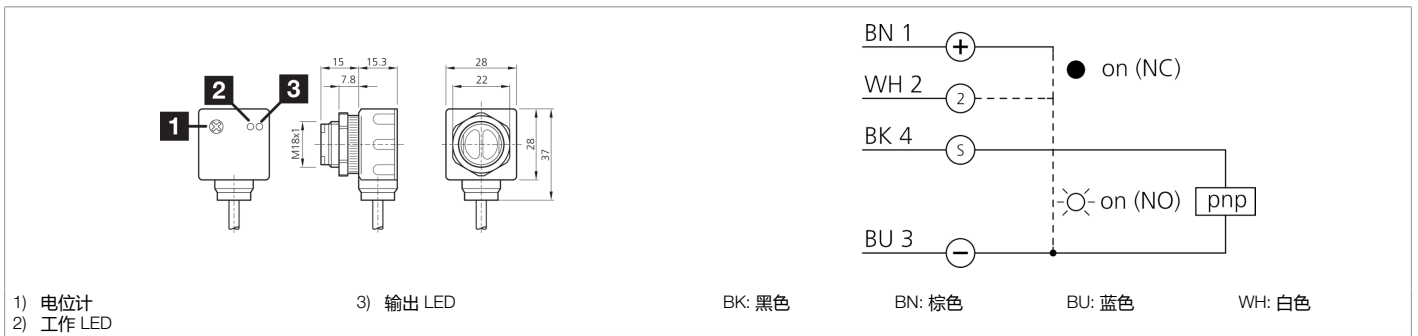 1
2
3
15
15.3
7.8
M18x1
28
22
28
37
BN 1
+
on (NC)
WH 2
2
BK 4
S
on (NO)
pnp
BU 3
−
1) 电位计
3) 输出 LED
BK: 黑色
BN: 棕色
BU: 蓝色
WH: 白色
2) 工作 LED